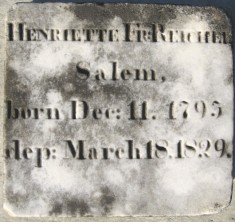 HENRIETTE FR: REICHEL
Salem,
born Dec: 11. 1795
dep: March 18. 1829.